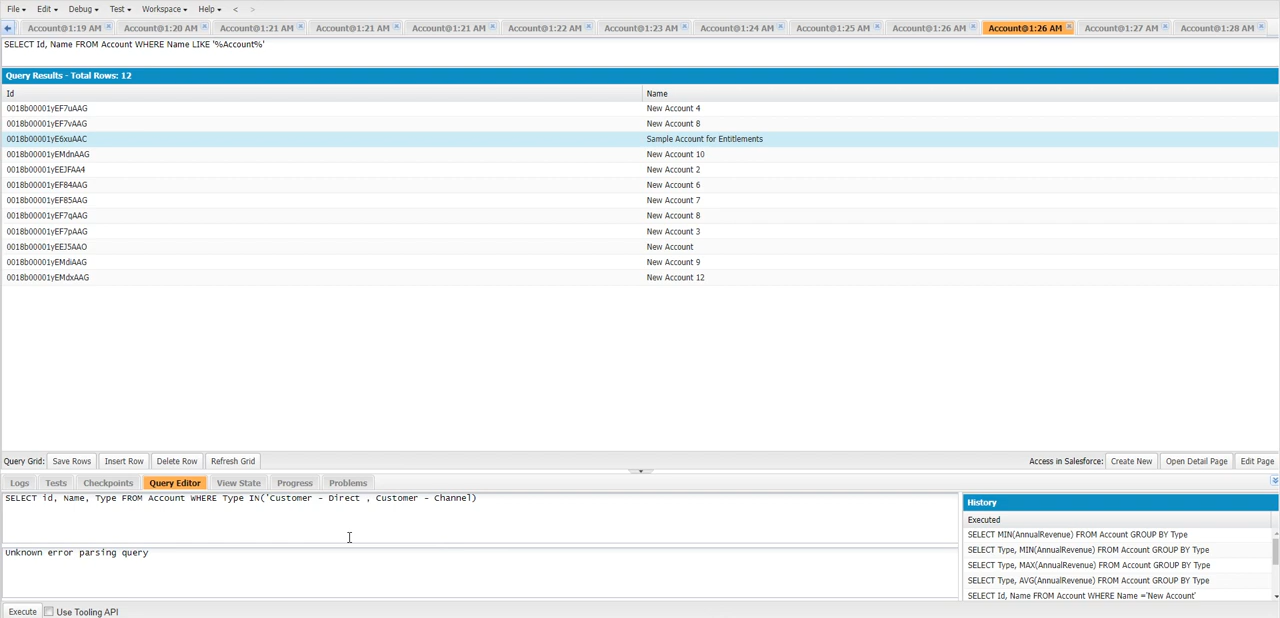 File Edit Debug Test Workspace Help < >
Account@1:19 AM Account@1:20 AM Account@1:21 AM Account@1:21 AM Account@1:21 AM Account@1:22 AM Account@1:23 AM Account@1:24 AM Account@1:25 AM Account@1:26 AM Account@1:26 AM Account@1:27 AM Account@1:28 AM
SELECT Id, Name FROM Account WHERE Name LIKE '%Account%'
Query Results - Total Rows: 12
Id Name
0018b00001yEF7uAAG New Account 4
0018b00001yEF7vAAG New Account 8
0018b00001yE6xuAAC Sample Account for Entitlements
0018b00001yEMdnAAG New Account 10
0018b00001yEEJFAA4 New Account 2
0018b00001yEF84AAG New Account 6
0018b00001yEF85AAG New Account 7
0018b00001yEF7qAAG New Account 8
0018b00001yEF7pAAG New Account 3
0018b00001yEEJ5AAO New Account
0018b00001yEMdiAAG New Account 9
0018b00001yEMdxAAG New Account 12
Query Grid: Save Rows Insert Row Delete Row Refresh Grid Access in Salesforce: Create New Open Detail Page Edit Page
Logs Tests Checkpoints Query Editor View State Progress Problems
SELECT id, Name, Type FROM Account WHERE Type IN('Customer - Direct , Customer - Channel)
Unknown error parsing query
History
Executed
SELECT MIN(AnnualRevenue) FROM Account GROUP BY Type
SELECT Type, MIN(AnnualRevenue) FROM Account GROUP BY Type
SELECT Type, MAX(AnnualRevenue) FROM Account GROUP BY Type
SELECT Type, AVG(AnnualRevenue) FROM Account GROUP BY Type
SELECT Id, Name FROM Account WHERE Name ='New Account'
Execute Use Tooling API